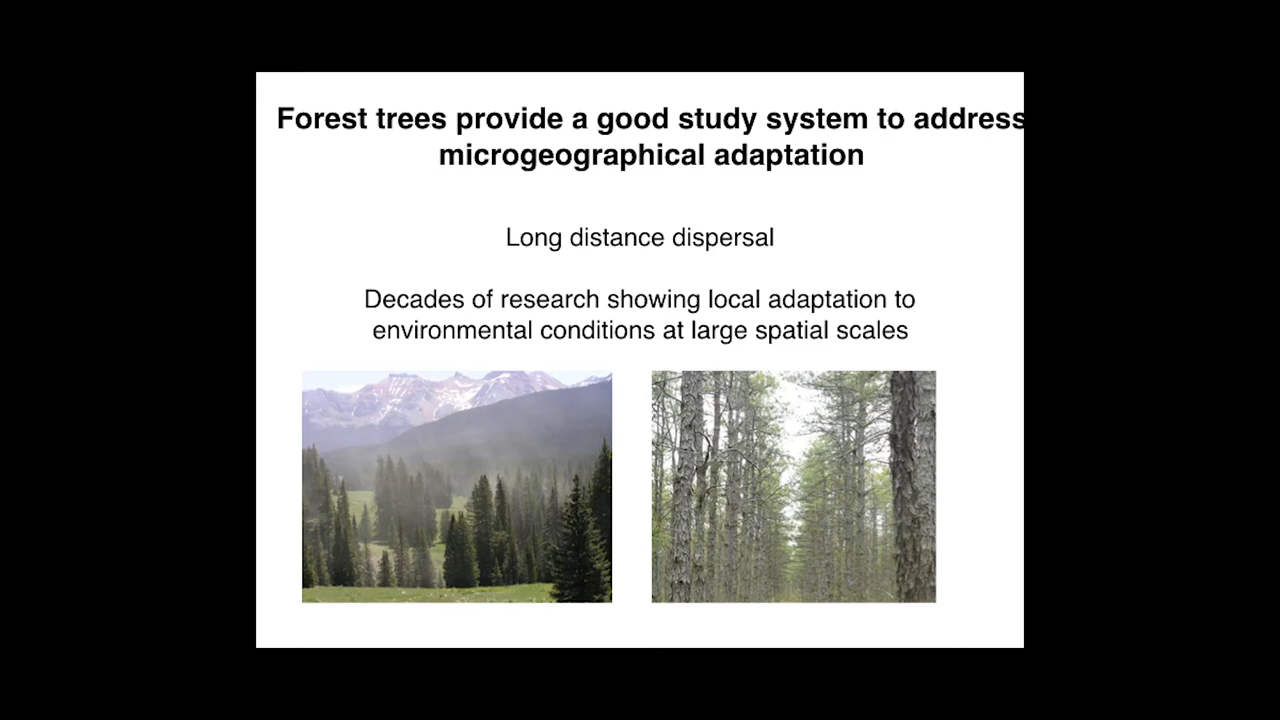 Forest trees provide a good study system to address
microgeographical adaptation
Long distance dispersal
Decades of research showing local adaptation to
environmental conditions at large spatial scales